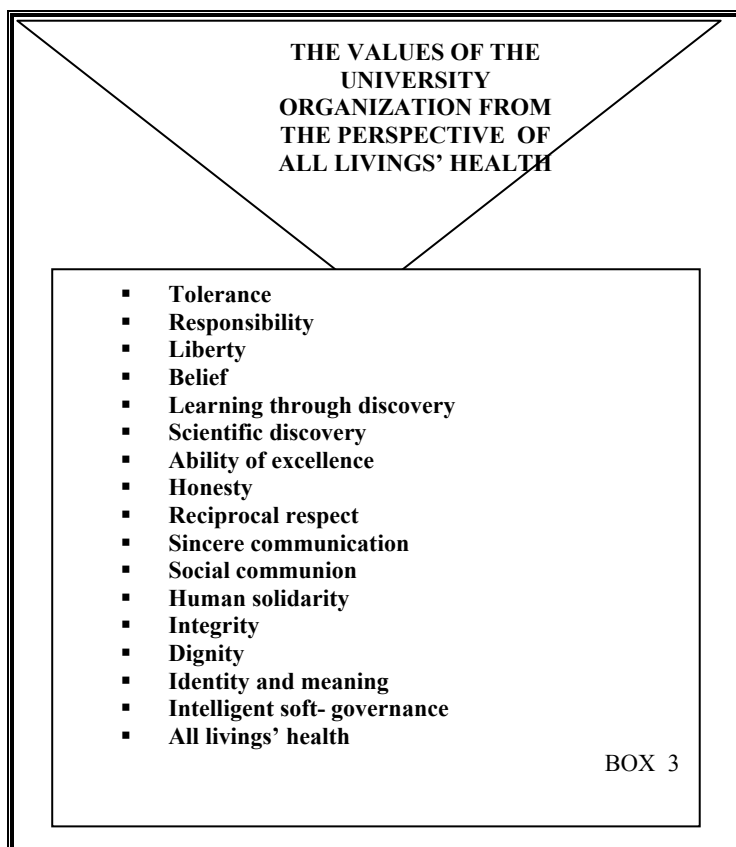 THE VALUES OF THE
UNIVERSITY
ORGANIZATION FROM
THE PERSPECTIVE OF
ALL LIVINGS’ HEALTH
▪ Tolerance
▪ Responsibility
▪ Liberty
▪ Belief
▪ Learning through discovery
▪ Scientific discovery
▪ Ability of excellence
▪ Honesty
▪ Reciprocal respect
▪ Sincere communication
▪ Social communion
▪ Human solidarity
▪ Integrity
▪ Dignity
▪ Identity and meaning
▪ Intelligent soft- governance
▪ All livings’ health
BOX 3